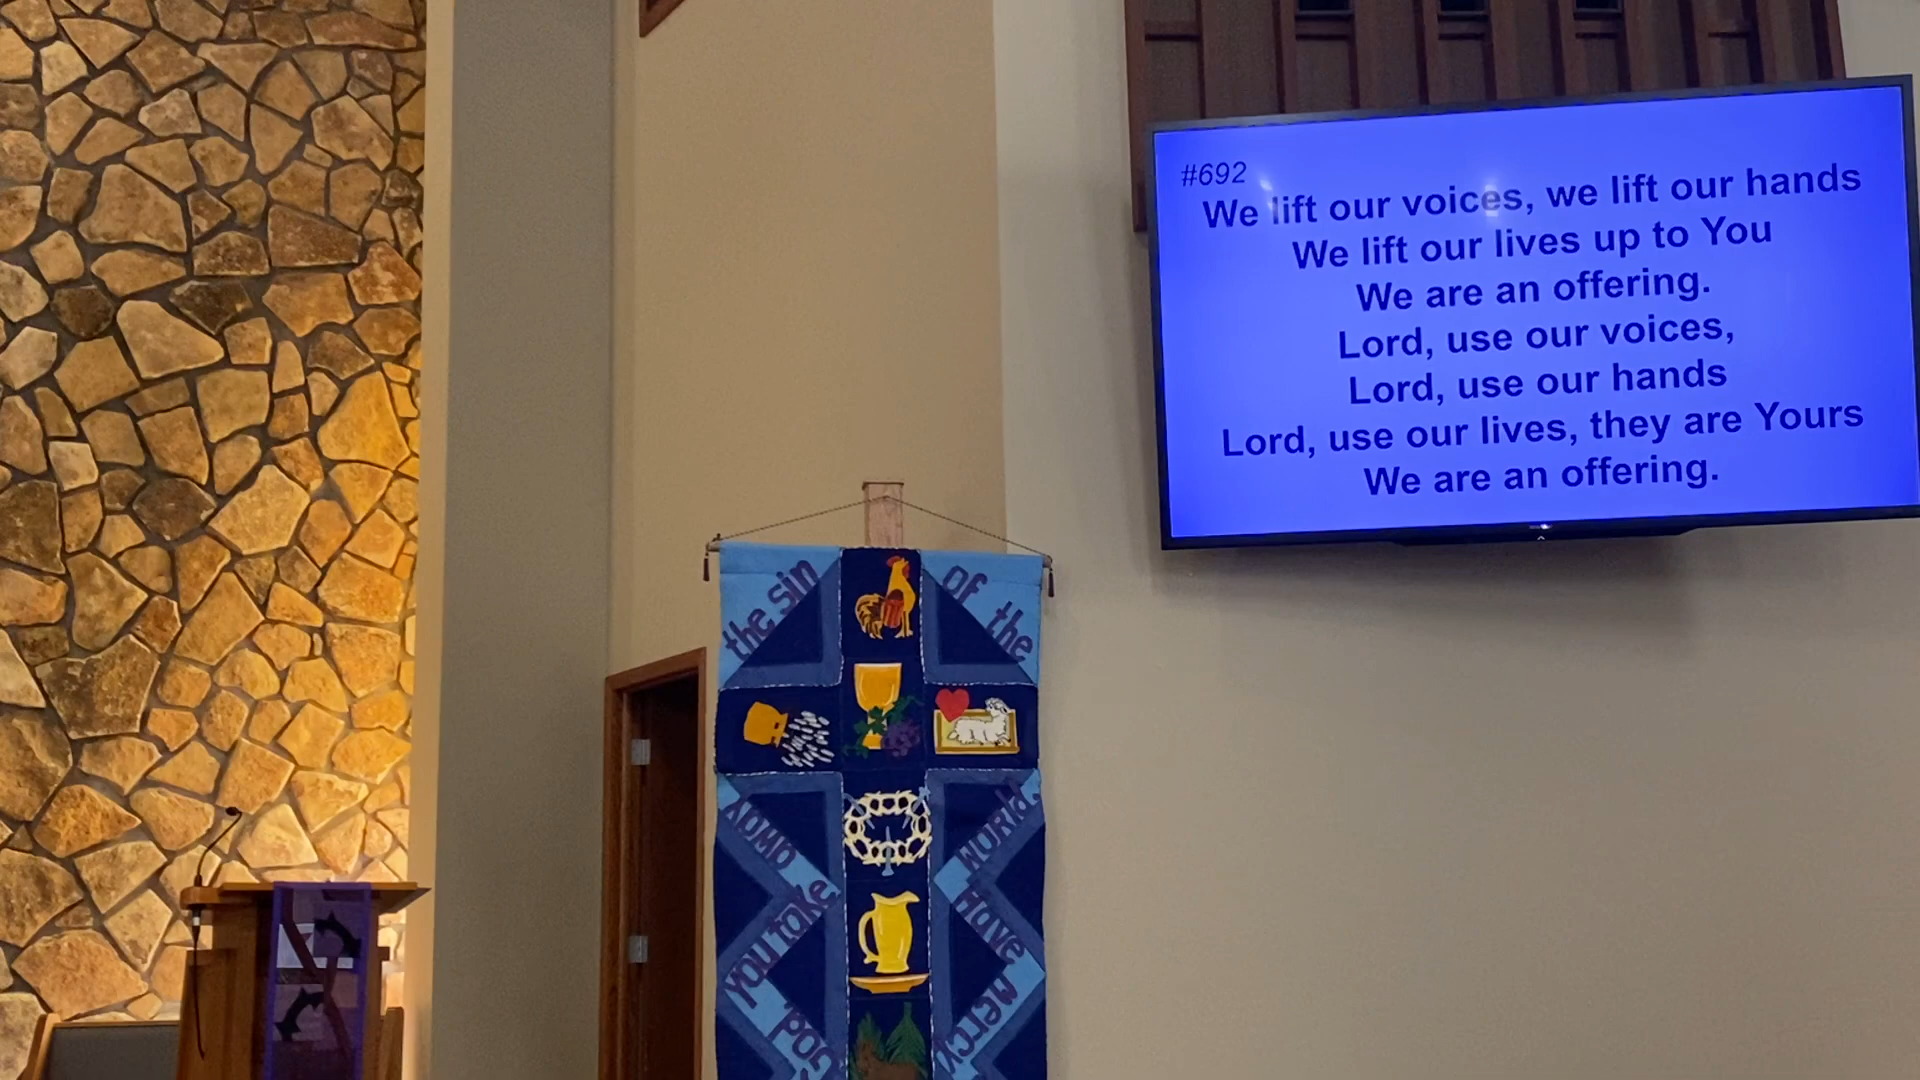 #692
We lift our voices, we lift our hands
We lift our lives up to You
We are an offering.
Lord, use our voices,
Lord, use our hands
Lord, use our lives, they are Yours
We are an offering.
the sin
of the
world,
you take
have
mercy